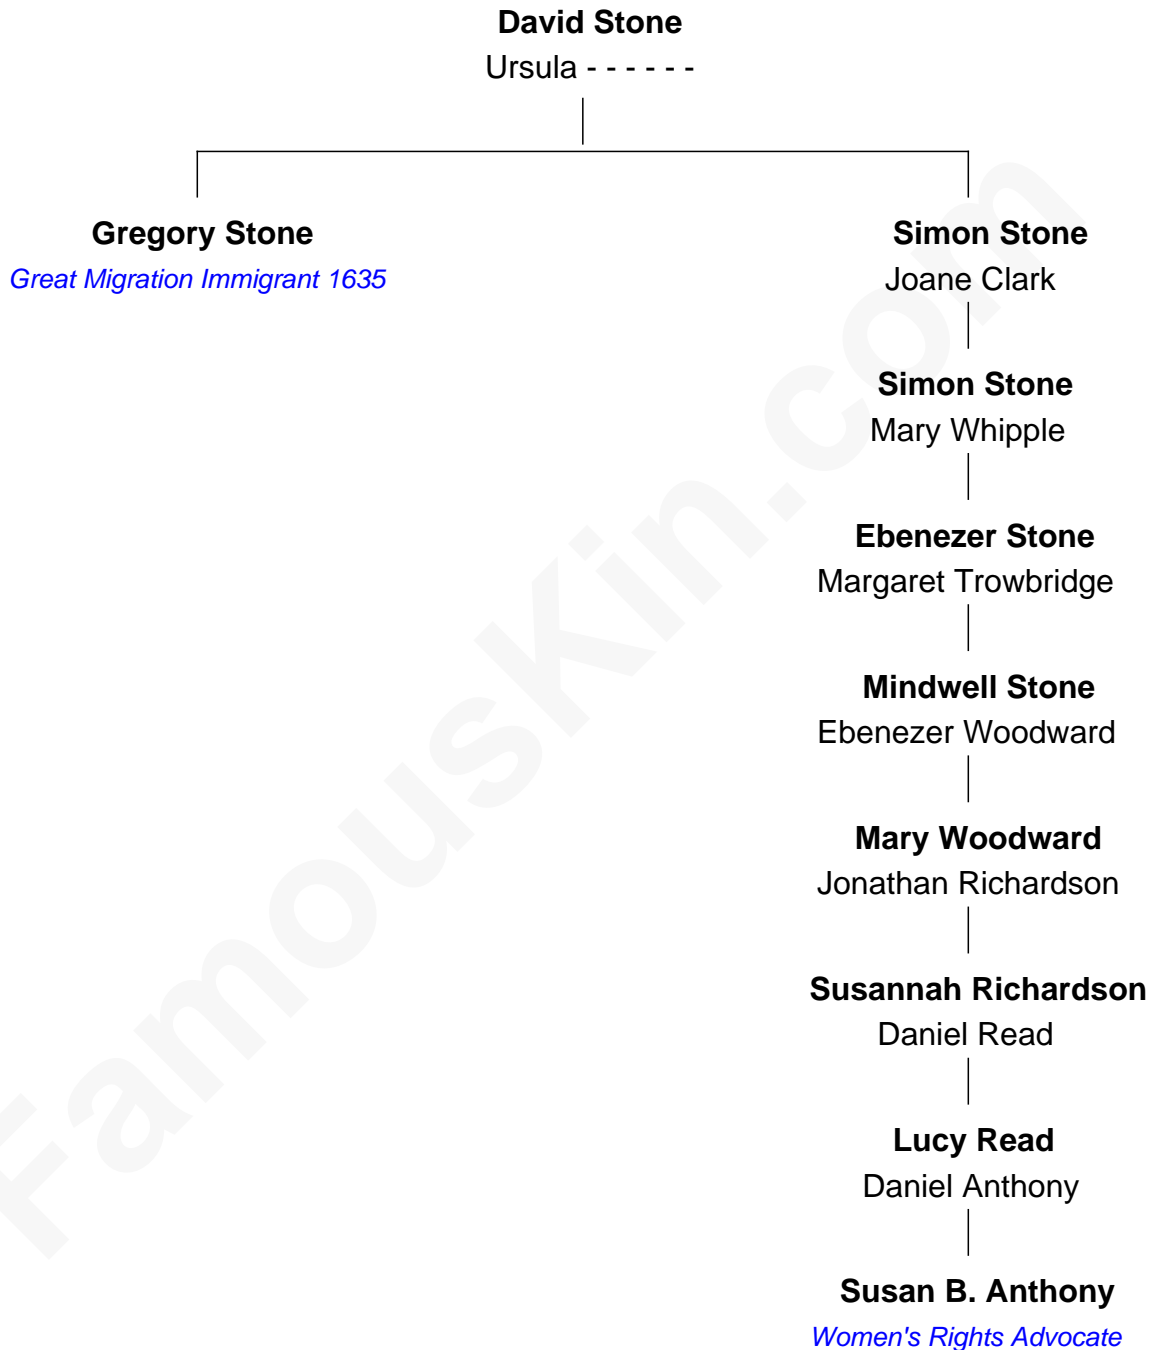 David Stone
Ursula - - - - - -
Gregory Stone
Great Migration Immigrant 1635
Simon Stone
Joane Clark
Simon Stone
Mary Whipple
Ebenezer Stone
Margaret Trowbridge
Mindwell Stone
Ebenezer Woodward
Mary Woodward
Jonathan Richardson
Susannah Richardson
Daniel Read
Lucy Read
Daniel Anthony
Susan B. Anthony
Women's Rights Advocate
FamousKin.com